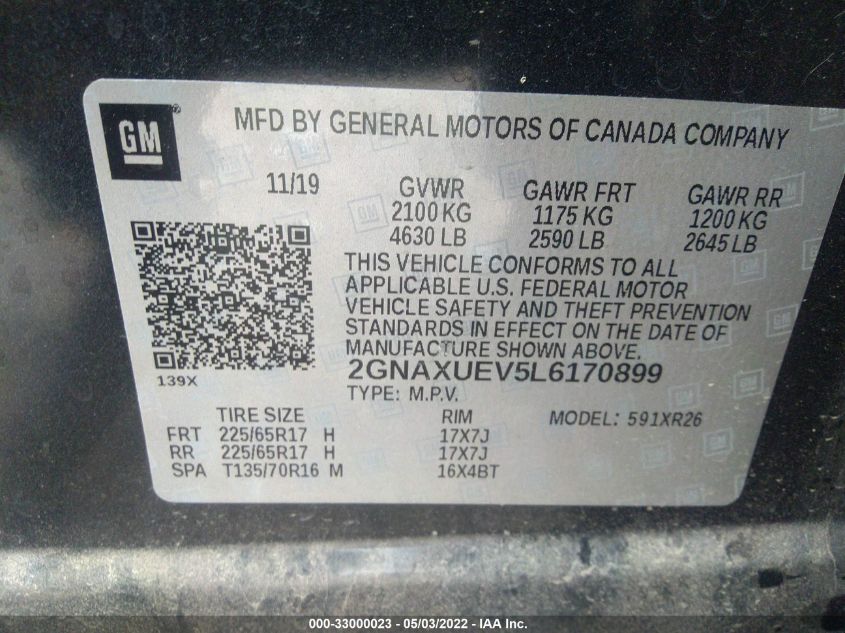 GM®
MFD BY GENERAL MOTORS OF CANADA COMPANY
11/19 GVWR GAWR FRT GAWR RR
2100 KG 1175 KG 1200 KG
4630 LB 2590 LB 2645 LB
THIS VEHICLE CONFORMS TO ALL
APPLICABLE U.S. FEDERAL MOTOR
VEHICLE SAFETY AND THEFT PREVENTION
STANDARDS IN EFFECT ON THE DATE OF
MANUFACTURE SHOWN ABOVE.
139X
2GNAXUEV5L6170899
TYPE: M.P.V.
TIRE SIZE RIM MODEL: 591XR26
FRT 225/65R17 H 17X7J
RR 225/65R17 H 17X7J
SPA T135/70R16 M 16X4BT
000-33000023 - 05/03/2022 - IAA Inc.